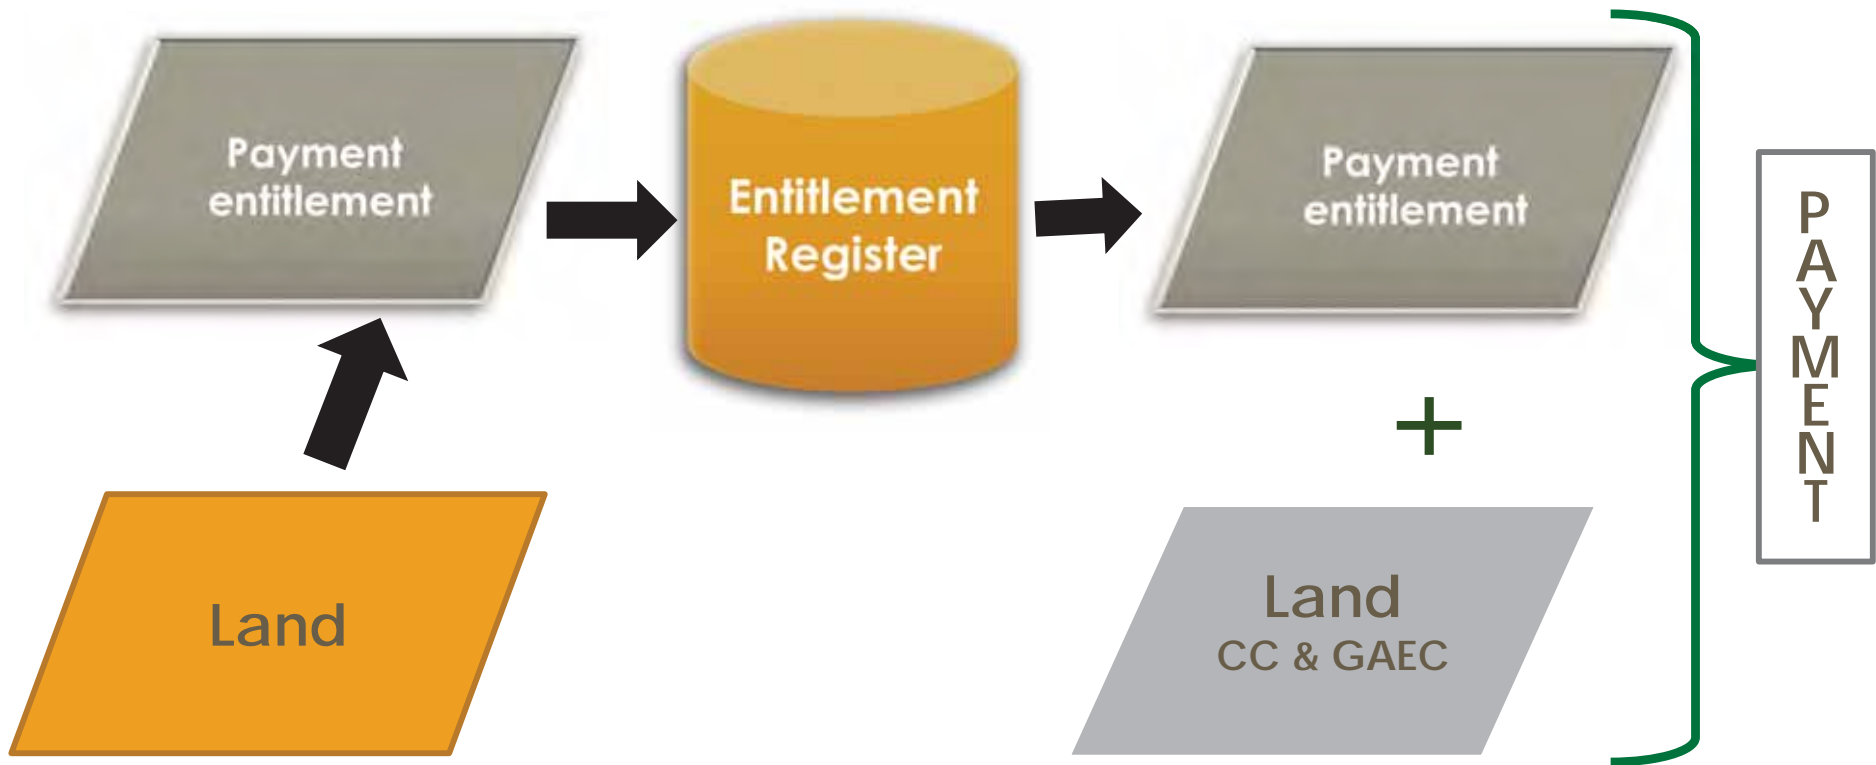 Payment
entitlement
Entitlement
Register
Payment
entitlement
PAYMENT
Land
Land
CC & GAEC